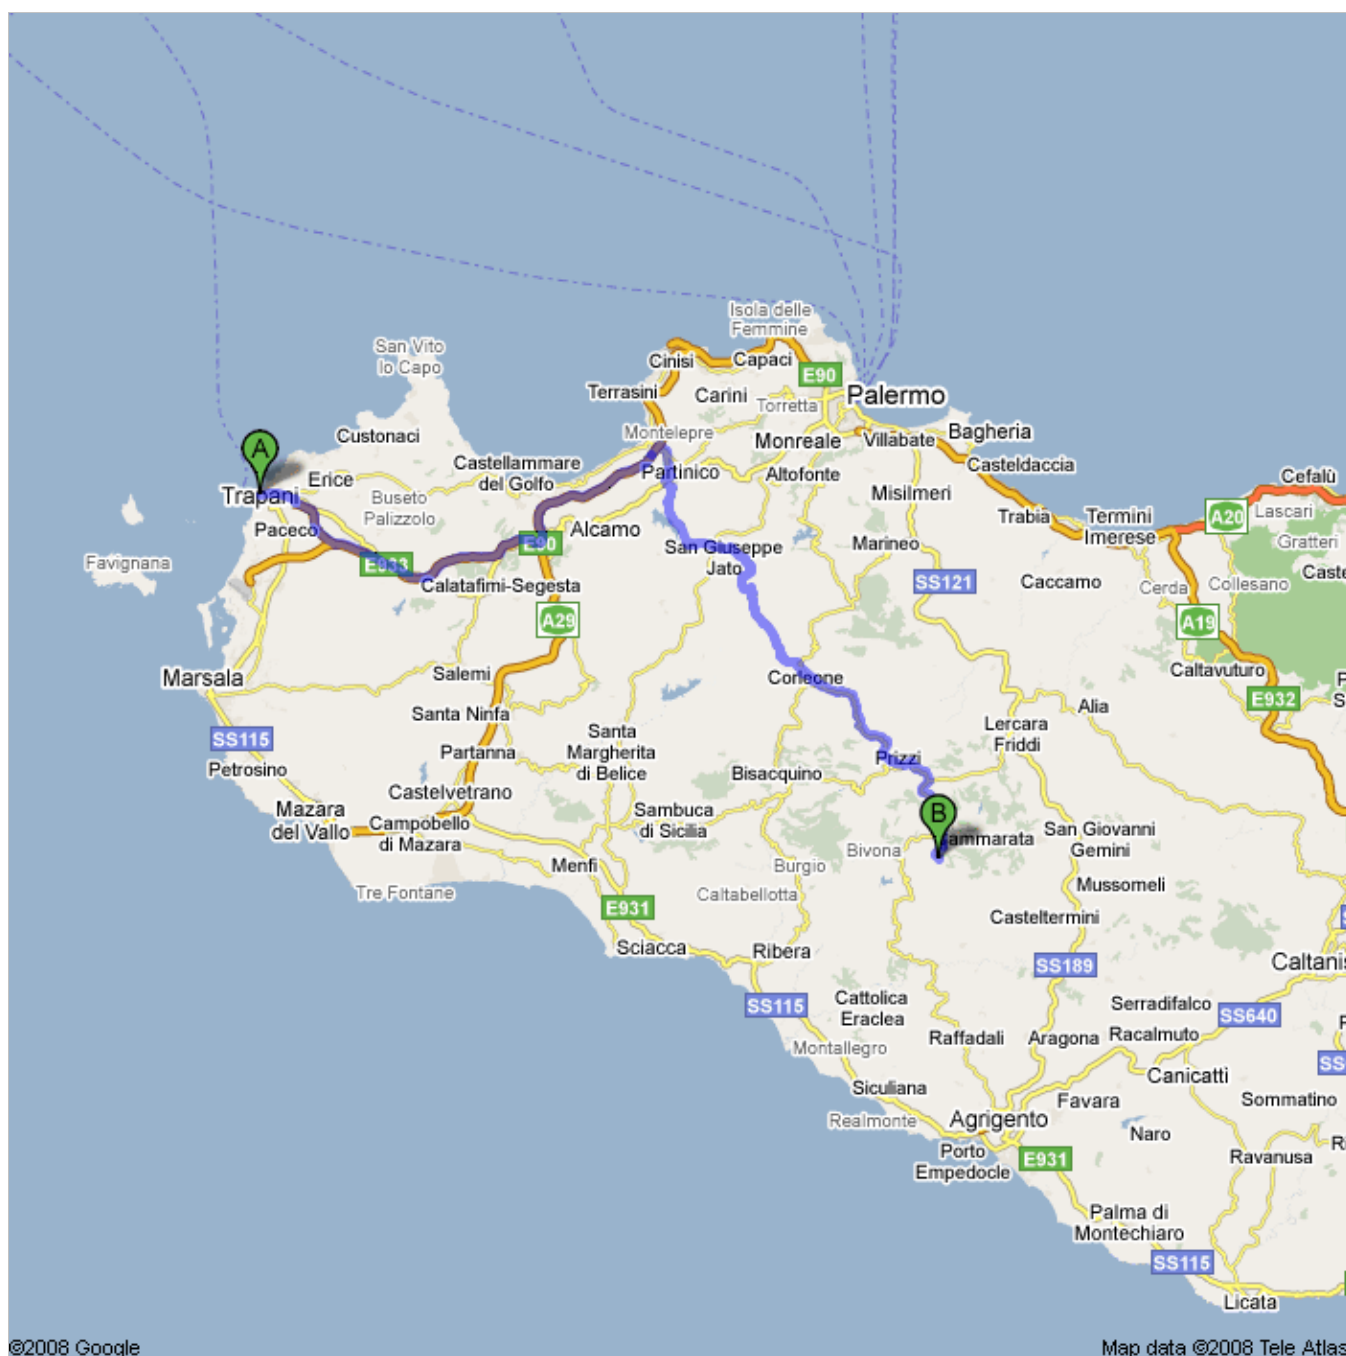 Isola delle
Femmine
San Vito
lo Capo
Cinisi
Capaci
E90
Terrasini
Carini
Torretta
Palermo
Custonaci
Montelepre
Monreale
Villabate
Bagheria
A
Castellammare
del Golfo
Partinico
Altofonte
Casteldaccia
Erice
Trapani
Buseto
Palizzolo
Misilmeri
Cefalù
Lascari
A20
Gratteri
Trabia
Termini
Imerese
Paceco
Alcamo
E90
San Giuseppe
Jato
Marineo
Favignana
E933
Calatafimi-Segesta
SS121
Caccamo
Cerda
Collesano
Caste
A29
A19
Marsala
Salemi
Corleone
Caltavuturo
P
S
E932
Santa Ninfa
Alia
SS115
Partanna
Santa
Margherita
di Belice
Lercara
Friddi
Petrosino
Bisacquino
Prizzi
Castelvetrano
Mazara
del Vallo
Campobello
di Mazara
Sambuca
di Sicilia
B
San Giovanni
Gemini
Bivona
Menfi
Burgio
Tre Fontane
Caltabellotta
Mussomeli
E931
Casteltermini
Sciacca
Ribera
SS189
Caltanis
SS115
Cattolica
Eraclea
Serradifalco
SS640
Raffadali
Aragona
Racalmuto
Montallegro
Canicatti
Siculiana
Favara
Sommatino
Realmonte
Agrigento
Naro
Porto
Empedocle
E931
Ravanusa
Palma di
Montechiaro
SS115
Licata
©2008 Google
Map data ©2008 Tele Atlas